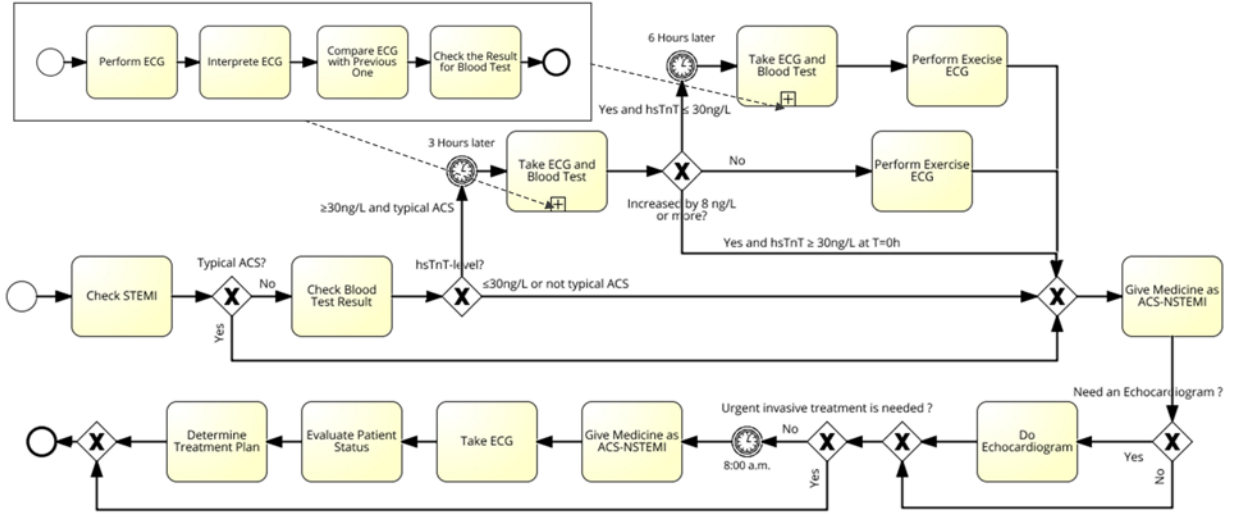 Perform ECG
Interprete ECG
Compare ECG
with Previous
One
Check the Result
for Blood Test
6 Hours later
Take ECG and
Blood Test
Perform Execise
ECG
Yes and hsTnT ≤ 30ng/L
3 Hours later
Take ECG and
Blood Test
No
Perform Exercise
ECG
≥30ng/L and typical ACS
Increased by 8 ng/L
or more?
Yes and hsTnT ≥ 30ng/L at T=0h
Typical ACS?
hsTnT-level?
Check STEMI
No
Check Blood
Test Result
≤30ng/L or not typical ACS
Give Medicine as
ACS-NSTEMI
Yes
Need an Echocardiogram ?
Urgent invasive treatment is needed ?
Determine
Treatment Plan
Evaluate Patient
Status
Take ECG
Give Medicine as
ACS-NSTEMI
No
8:00 a.m.
Yes
Do
Echocardiogram
Yes
No